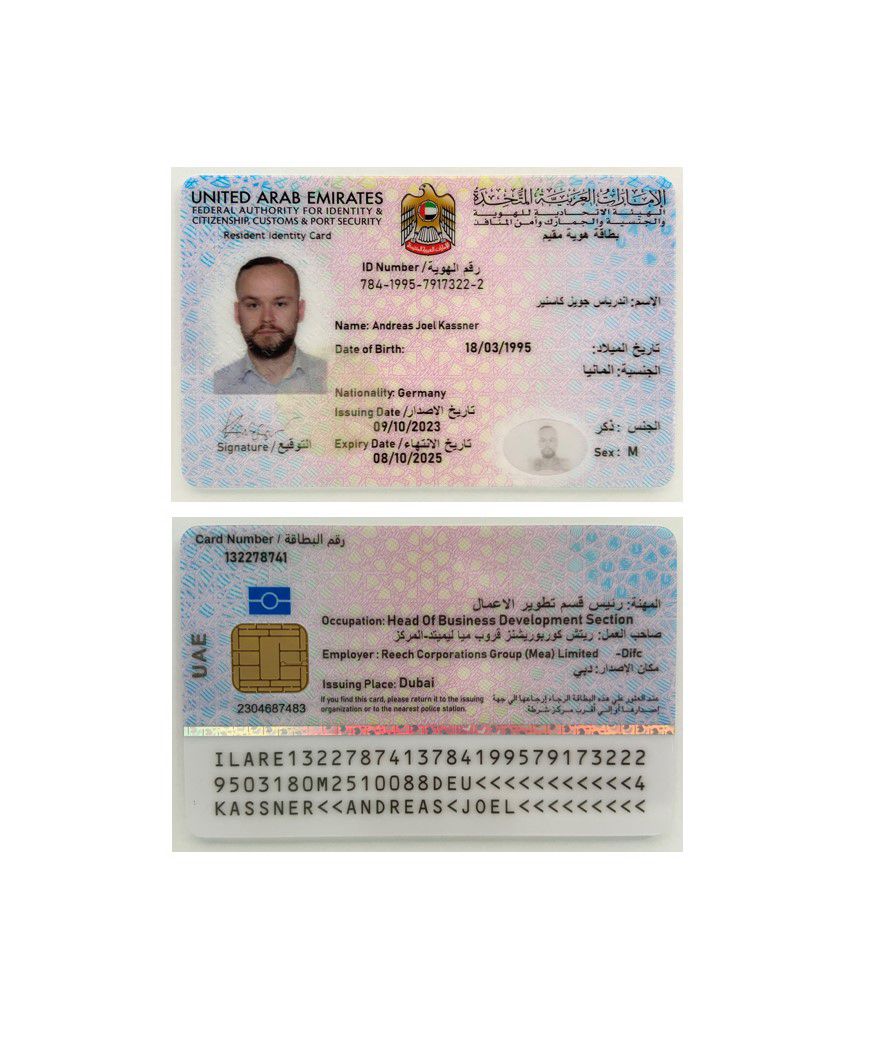 UNITED ARAB EMIRATES
FEDERAL AUTHORITY FOR IDENTITY &
CITIZENSHIP, CUSTOMS & PORT SECURITY
Resident Identity Card
الإمارات العربية المتحدة
الهيئة الاتحادية للهوية
والجنسية والجمارك وأمن المنافذ
بطاقة هوية مقيم
ID Number / رقم الهوية
784-1995-7917322-2
الاسم: اندرياس جويل كاسنير
Name: Andreas Joel Kassner
Date of Birth: 18/03/1995 تاريخ الميلاد:
الجنسية: المانيا
Nationality: Germany
Issuing Date / تاريخ الإصدار
09/10/2023
Expiry Date / تاريخ الانتهاء
08/10/2025
الجنس: ذكر
Sex: M
Signature / التوقيع
Card Number / رقم البطاقة
132278741
المهنة: رئيس قسم تطوير الاعمال
Occupation: Head Of Business Development Section
صاحب العمل: ريتش كوربوريشنز قروب ميا ليميتد-المركز
Employer: Reech Corporations Group (Mea) Limited -Difc
مكان الاصدار: دبي
Issuing Place: Dubai
UAE
If you find this card, please return it to the issuing
organization or to the nearest police station.
عند العثور على هذه البطاقة الرجاء إرجاعها الي جهة
إصدارها أو إلى أقرب مركز شرطة.
2304687483
ILARE1322787413784199579173222
9503180M2510088DEU<<<<<<<<<<<4
KASSNER<<ANDREAS<JOEL<<<<<<<<<